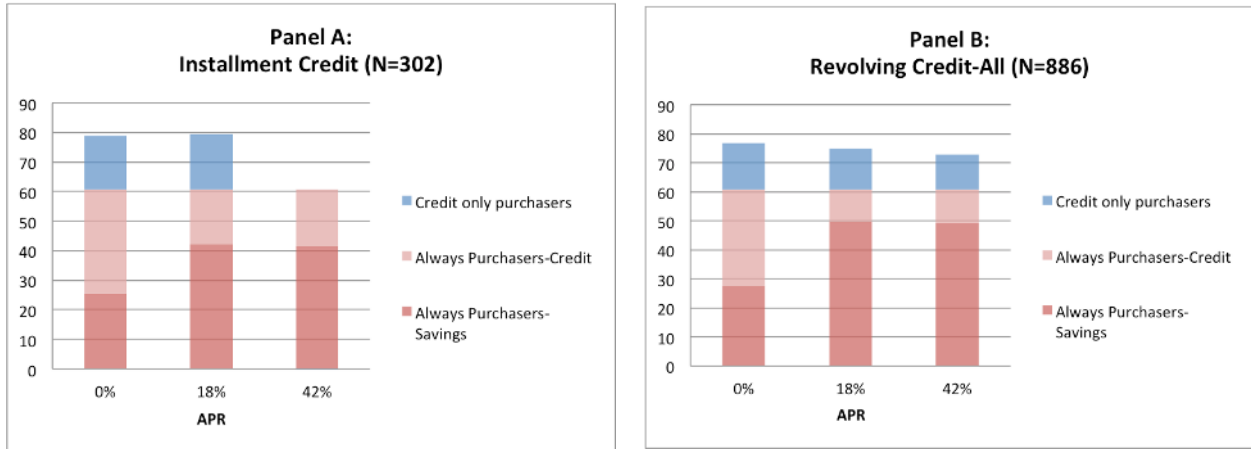 Panel A:
Installment Credit (N=302)
90
80
70
60
50
40
30
20
10
0
0%
18%
42%
APR
Credit only purchasers
Always Purchasers-Credit
Always Purchasers-
Savings
Panel B:
Revolving Credit-All (N=886)
90
80
70
60
50
40
30
20
10
0
0%
18%
42%
APR
Credit only purchasers
Always Purchasers-Credit
Always Purchasers-
Savings